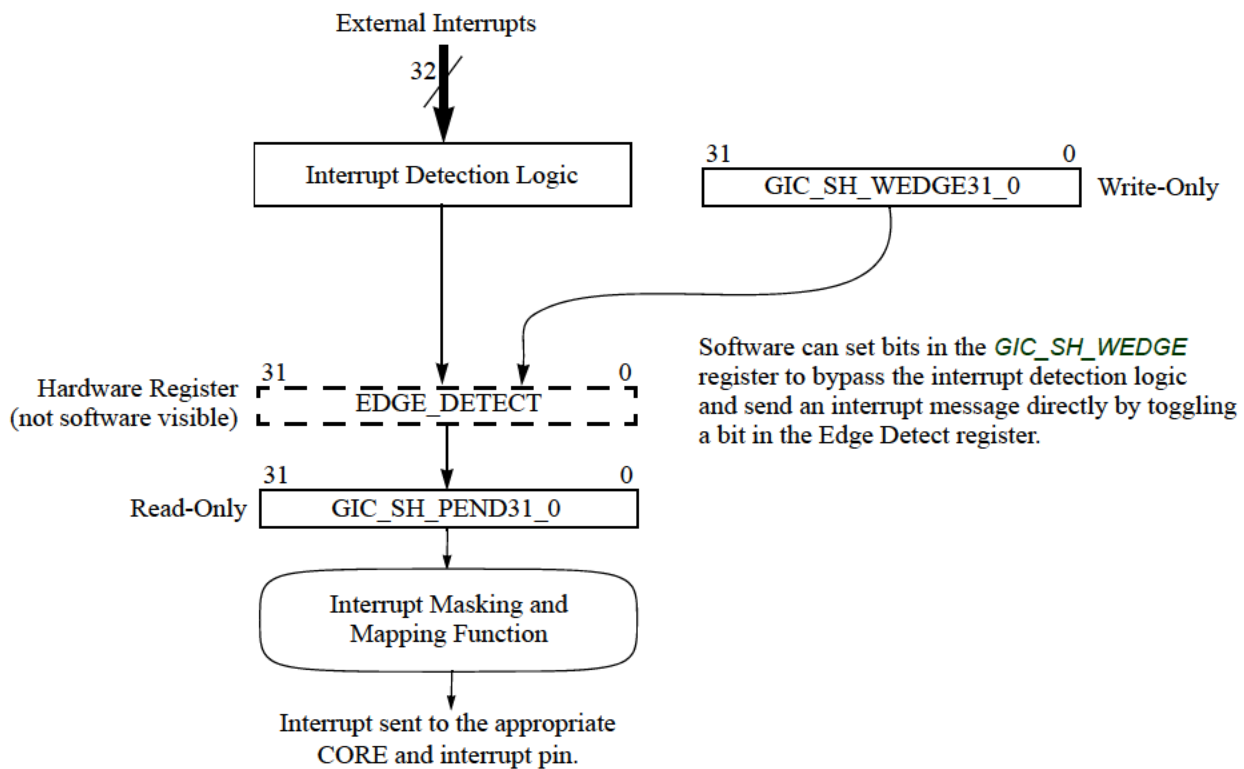 External Interrupts
32
Interrupt Detection Logic
31 0
GIC_SH_WEDGE31_0
Write-Only
Software can set bits in the GIC_SH_WEDGE
register to bypass the interrupt detection logic
and send an interrupt message directly by toggling
a bit in the Edge Detect register.
Hardware Register
(not software visible)
31 0
EDGE_DETECT
31 0
Read-Only
GIC_SH_PEND31_0
Interrupt Masking and
Mapping Function
Interrupt sent to the appropriate
CORE and interrupt pin.